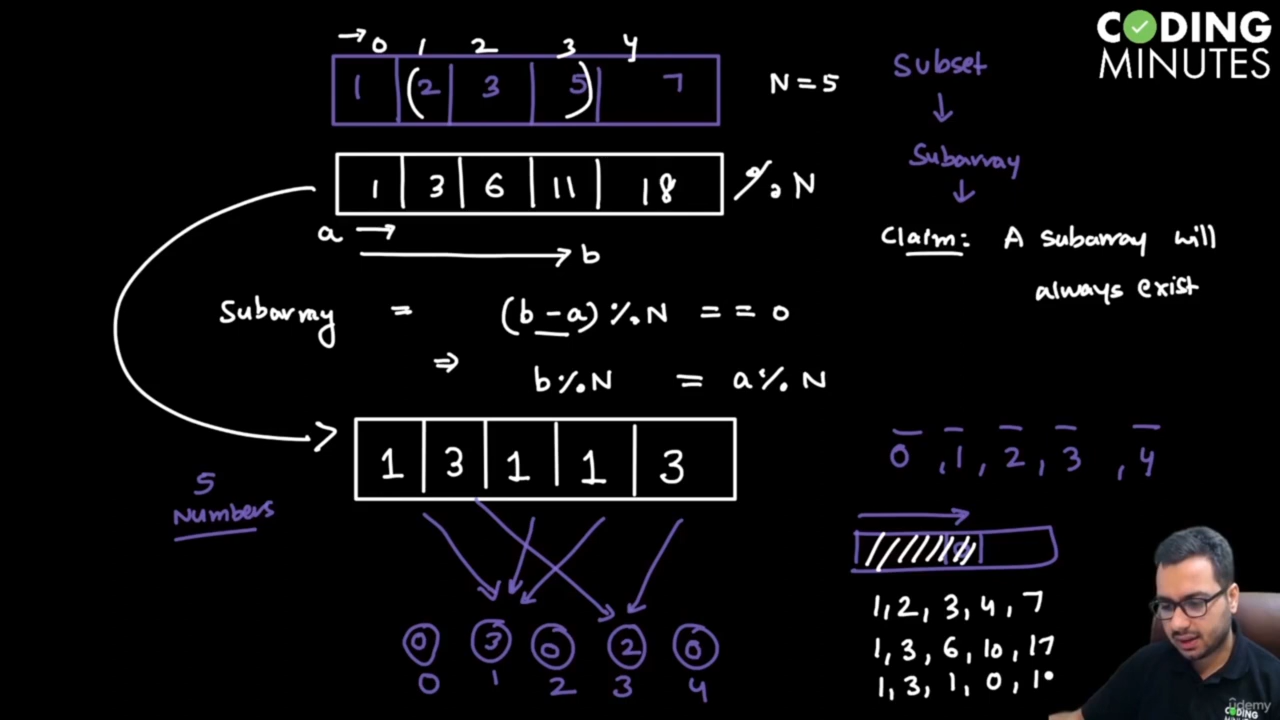 CODING
MINUTES
→ 0 1 2 3 4
1 (2 3 5) 7
N = 5
Subset
↓
Subarray
↓
1 3 6 11 18 % N
a →
→ b
Claim: A subarray will
always exist
Subarray = (b - a) % N == 0
⇒ b % N = a % N
1 3 1 1 3
5
Numbers
0, 1, 2, 3, 4
0 3 0 2 0
0 1 2 3 4
1, 2, 3, 4, 7
1, 3, 6, 10, 17
1, 3, 1, 0, 1
ûdemy
CODING